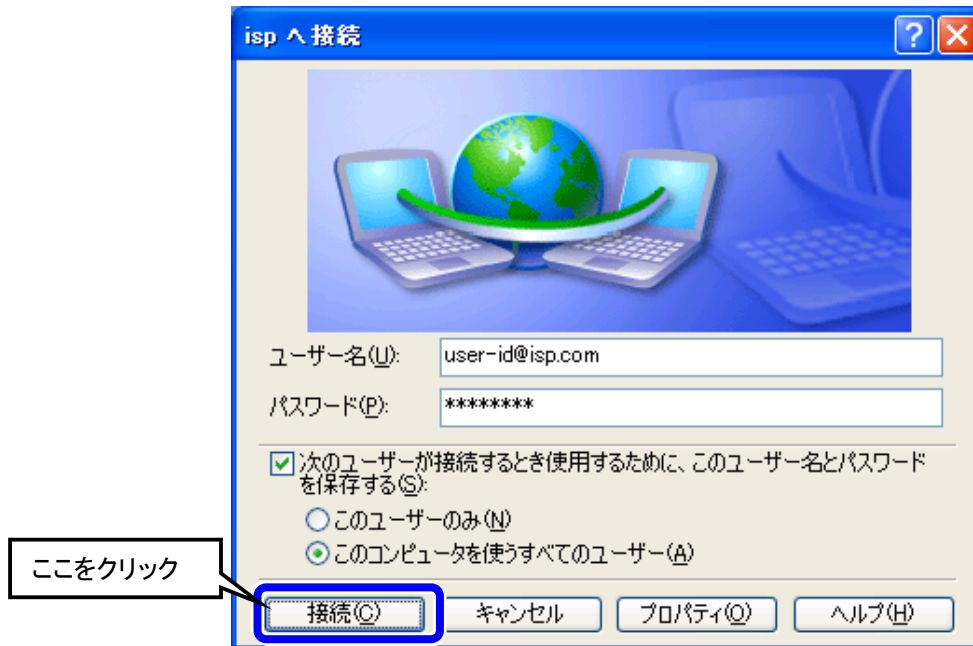 isp へ接続
ユーザー名(U):
user-id@isp.com
パスワード(P):
********
次のユーザーが接続するとき使用するために、このユーザー名とパスワード
を保存する(S):
このユーザーのみ(N)
このコンピュータを使うすべてのユーザー(A)
ここをクリック
接続(C)
キャンセル
プロパティ(O)
ヘルプ(H)